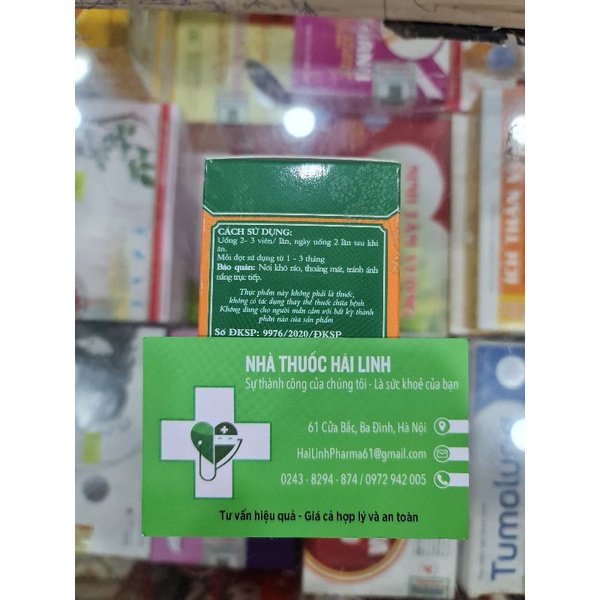 CÁCH SỬ DỤNG:
Uống 2- 3 viên/ lần, ngày uống 2 lần sau khi
ăn.
Mỗi đợt sử dụng từ 1 - 3 tháng
Bảo quản: Nơi khô ráo, thoáng mát, tránh ánh
nắng trực tiếp.
Thực phẩm này không phải là thuốc,
không có tác dụng thay thế thuốc chữa bệnh
Không dùng cho người mẫn cảm với bất kỳ thành
phần nào của sản phẩm
Số ĐKSP: 9976/2020/ĐKSP
NHÀ THUỐC HẢI LINH
Sự thành công của chúng tôi - Là sức khoẻ của bạn
61 Cửa Bắc, Ba Đình, Hà Nội
HaiLinhPharma61@gmail.com
0243 - 8294 - 874 / 0972 942 005
Tư vấn hiệu quả - Giá cả hợp lý và an toàn
ÍCH THẬN
Tumolung